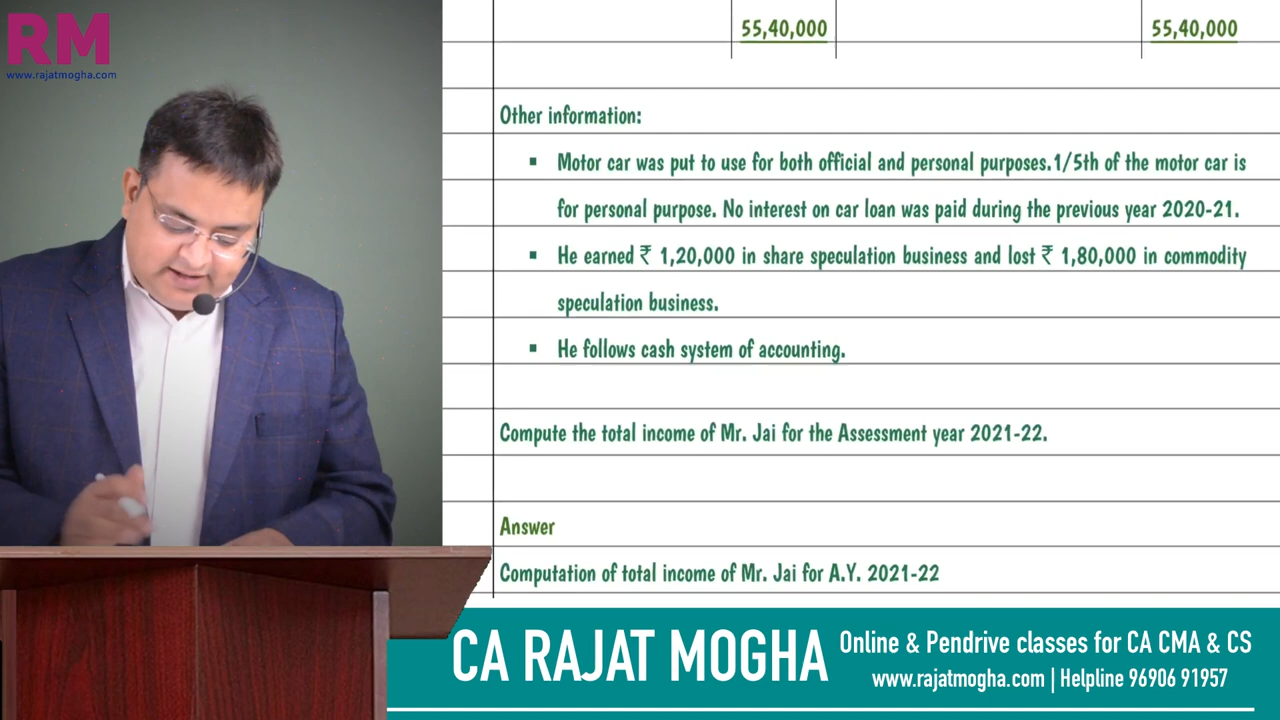 RM
www.rajatmogha.com
55,40,000 55,40,000
Other information:
▪ Motor car was put to use for both official and personal purposes.1/5th of the motor car is
for personal purpose. No interest on car loan was paid during the previous year 2020-21.
▪ He earned ₹ 1,20,000 in share speculation business and lost ₹ 1,80,000 in commodity
speculation business.
▪ He follows cash system of accounting.
Compute the total income of Mr. Jai for the Assessment year 2021-22.
Answer
Computation of total income of Mr. Jai for A.Y. 2021-22
CA RAJAT MOGHA
Online & Pendrive classes for CA CMA & CS
www.rajatmogha.com | Helpline 96906 91957